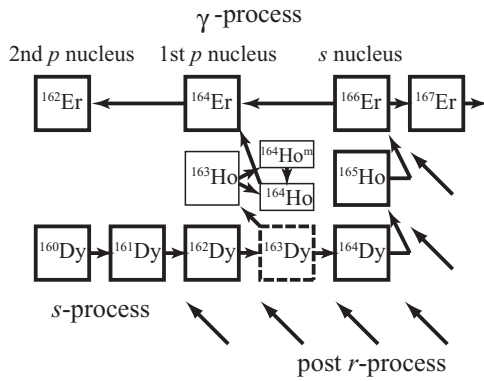 γ-process
2nd p nucleus 1st p nucleus s nucleus
¹⁶²Er ¹⁶⁴Er ¹⁶⁶Er ¹⁶⁷Er
¹⁶⁴Hoᵐ
¹⁶³Ho ¹⁶⁵Ho
¹⁶⁴Ho
¹⁶⁰Dy ¹⁶¹Dy ¹⁶²Dy ¹⁶³Dy ¹⁶⁴Dy
s-process
post r-process